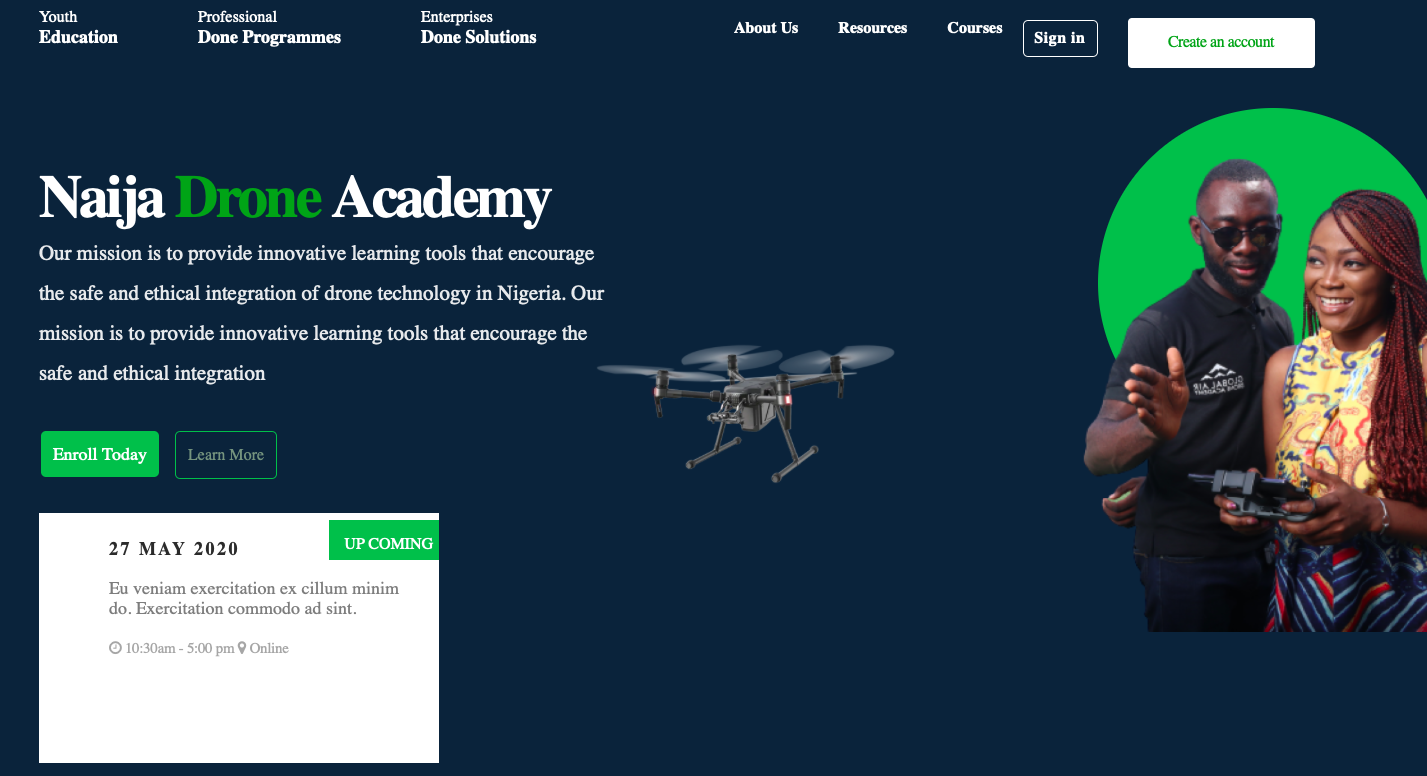 Youth
Education
Professional
Done Programmes
Enterprises
Done Solutions
About Us
Resources
Courses
Sign in
Create an account
Naija Drone Academy
Our mission is to provide innovative learning tools that encourage
the safe and ethical integration of drone technology in Nigeria. Our
mission is to provide innovative learning tools that encourage the
safe and ethical integration
GLOBAL AIR
DRONE ACADEMY
Enroll Today
Learn More
27 MAY 2020
UP COMING
Eu veniam exercitation ex cillum minim
do. Exercitation commodo ad sint.
10:30am - 5:00 pm Online